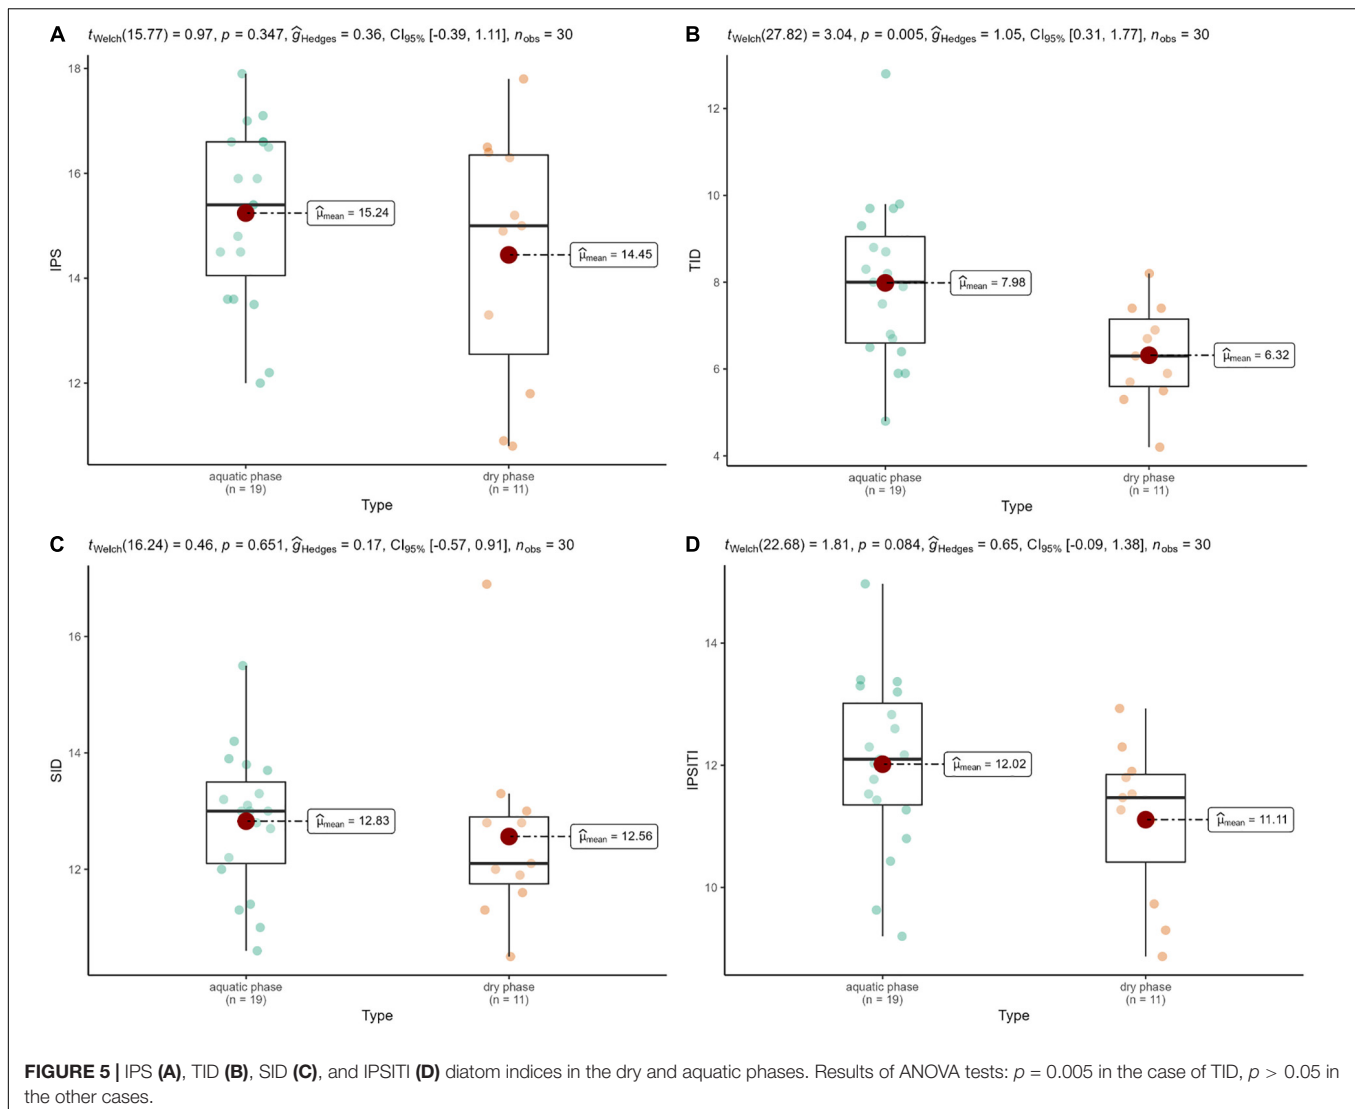 A
t_Welch(15.77) = 0.97, p = 0.347, ĝ_Hedges = 0.36, CI_95% [-0.39, 1.11], n_obs = 30
18
16
14
12
IPS
μ̂_mean = 15.24
μ̂_mean = 14.45
aquatic phase
(n = 19)
dry phase
(n = 11)
Type
B
t_Welch(27.82) = 3.04, p = 0.005, ĝ_Hedges = 1.05, CI_95% [0.31, 1.77], n_obs = 30
12
10
8
6
4
TID
μ̂_mean = 7.98
μ̂_mean = 6.32
aquatic phase
(n = 19)
dry phase
(n = 11)
Type
C
t_Welch(16.24) = 0.46, p = 0.651, ĝ_Hedges = 0.17, CI_95% [-0.57, 0.91], n_obs = 30
16
14
12
SID
μ̂_mean = 12.83
μ̂_mean = 12.56
aquatic phase
(n = 19)
dry phase
(n = 11)
Type
D
t_Welch(22.68) = 1.81, p = 0.084, ĝ_Hedges = 0.65, CI_95% [-0.09, 1.38], n_obs = 30
14
12
10
IPSITI
μ̂_mean = 12.02
μ̂_mean = 11.11
aquatic phase
(n = 19)
dry phase
(n = 11)
Type
FIGURE 5 | IPS (A), TID (B), SID (C), and IPSITI (D) diatom indices in the dry and aquatic phases. Results of ANOVA tests: p = 0.005 in the case of TID, p > 0.05 in
the other cases.